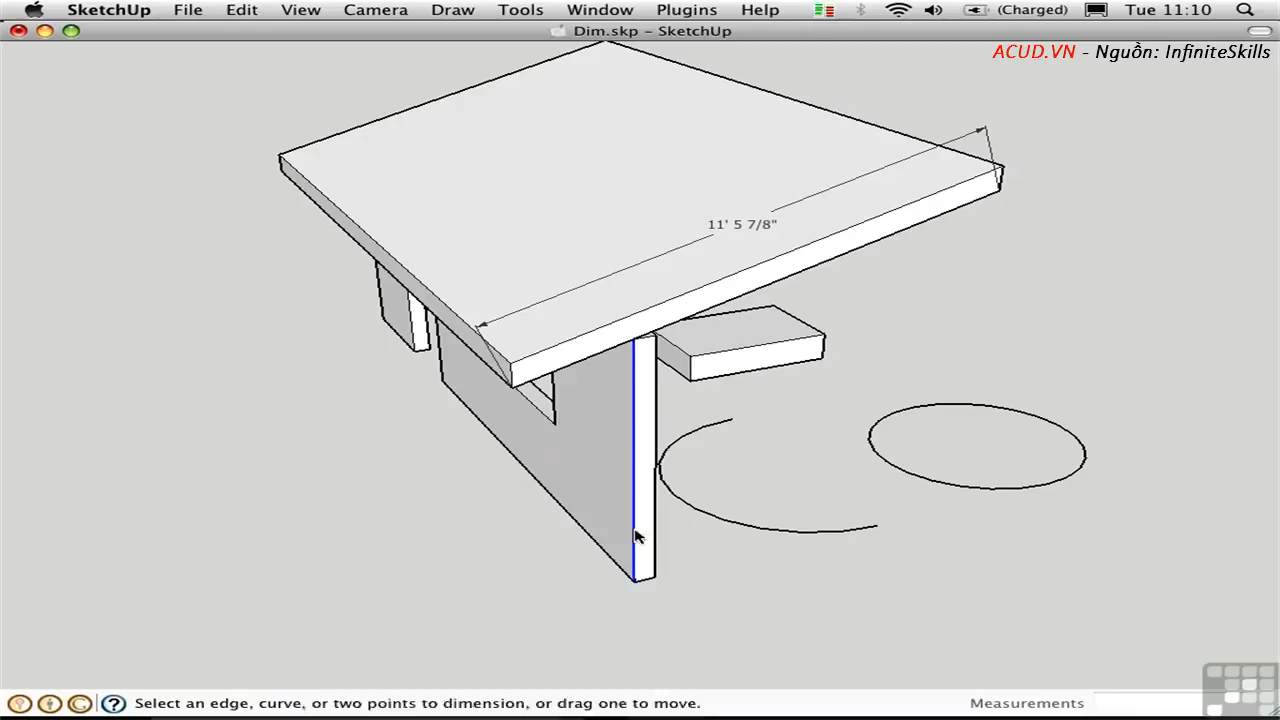 SketchUp File Edit View Camera Draw Tools Window Plugins Help (Charged) Tue 11:10
Dim.skp – SketchUp
ACUD.VN - Nguồn: InfiniteSkills
11' 5 7/8"
Select an edge, curve, or two points to dimension, or drag one to move. Measurements